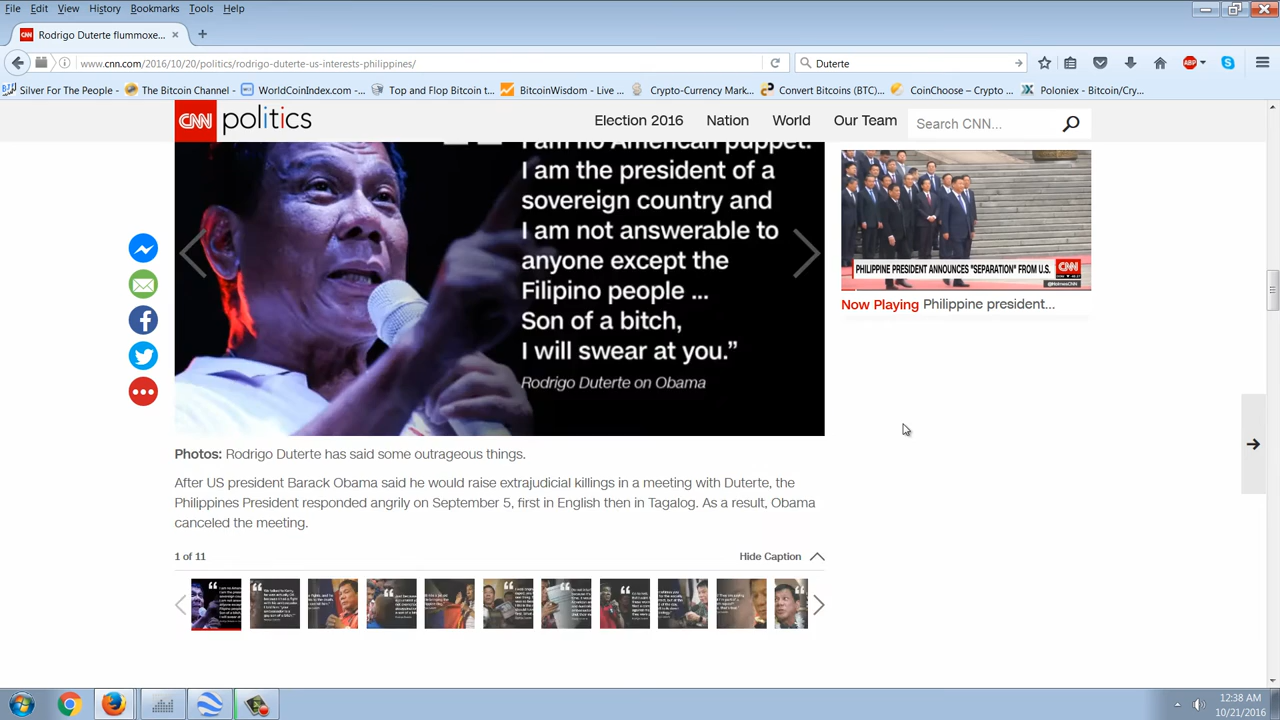 File Edit View History Bookmarks Tools Help
Rodrigo Duterte flummoxe...
www.cnn.com/2016/10/20/politics/rodrigo-duterte-us-interests-philippines/
Duterte
ABP
Silver For The People -
The Bitcoin Channel -
WorldCoinIndex.com -...
Top and Flop Bitcoin t...
BitcoinWisdom - Live ...
Crypto-Currency Mark...
Convert Bitcoins (BTC)...
CoinChoose – Crypto ...
Poloniex - Bitcoin/Cry...
CNN politics
Election 2016 Nation World Our Team
Search CNN...
I am no American puppet.
I am the president of a
sovereign country and
I am not answerable to
anyone except the
Filipino people ...
Son of a bitch,
I will swear at you.”
Rodrigo Duterte on Obama
PHILIPPINE PRESIDENT ANNOUNCES "SEPARATION" FROM U.S.
CNN
Now Playing Philippine president...
Photos: Rodrigo Duterte has said some outrageous things.
After US president Barack Obama said he would raise extrajudicial killings in a meeting with Duterte, the
Philippines President responded angrily on September 5, first in English then in Tagalog. As a result, Obama
canceled the meeting.
1 of 11
Hide Caption
12:38 AM
10/21/2016